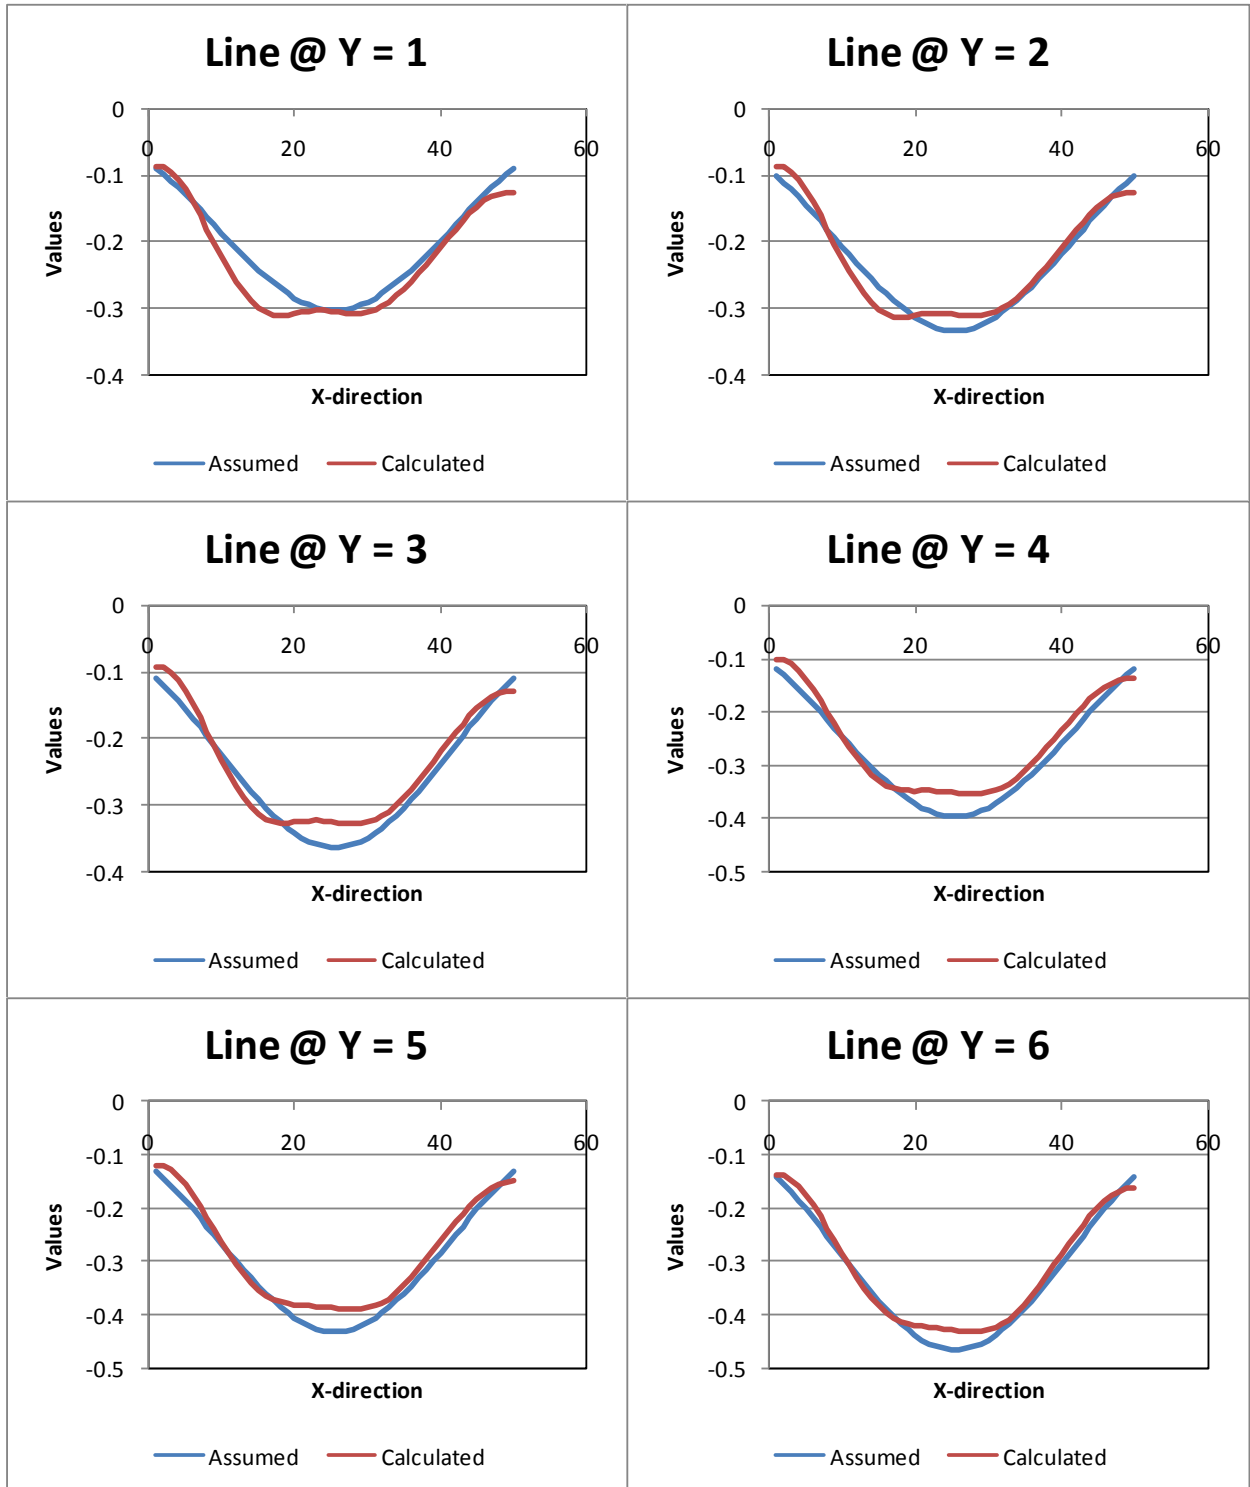 Line @ Y = 1
0
0 20 40 60
-0.1
-0.2
-0.3
-0.4
Values
X-direction
Assumed Calculated
Line @ Y = 2
0
0 20 40 60
-0.1
-0.2
-0.3
-0.4
Values
X-direction
Assumed Calculated
Line @ Y = 3
0
0 20 40 60
-0.1
-0.2
-0.3
-0.4
Values
X-direction
Assumed Calculated
Line @ Y = 4
0
0 20 40 60
-0.1
-0.2
-0.3
-0.4
-0.5
Values
X-direction
Assumed Calculated
Line @ Y = 5
0
0 20 40 60
-0.1
-0.2
-0.3
-0.4
-0.5
Values
X-direction
Assumed Calculated
Line @ Y = 6
0
0 20 40 60
-0.1
-0.2
-0.3
-0.4
-0.5
Values
X-direction
Assumed Calculated